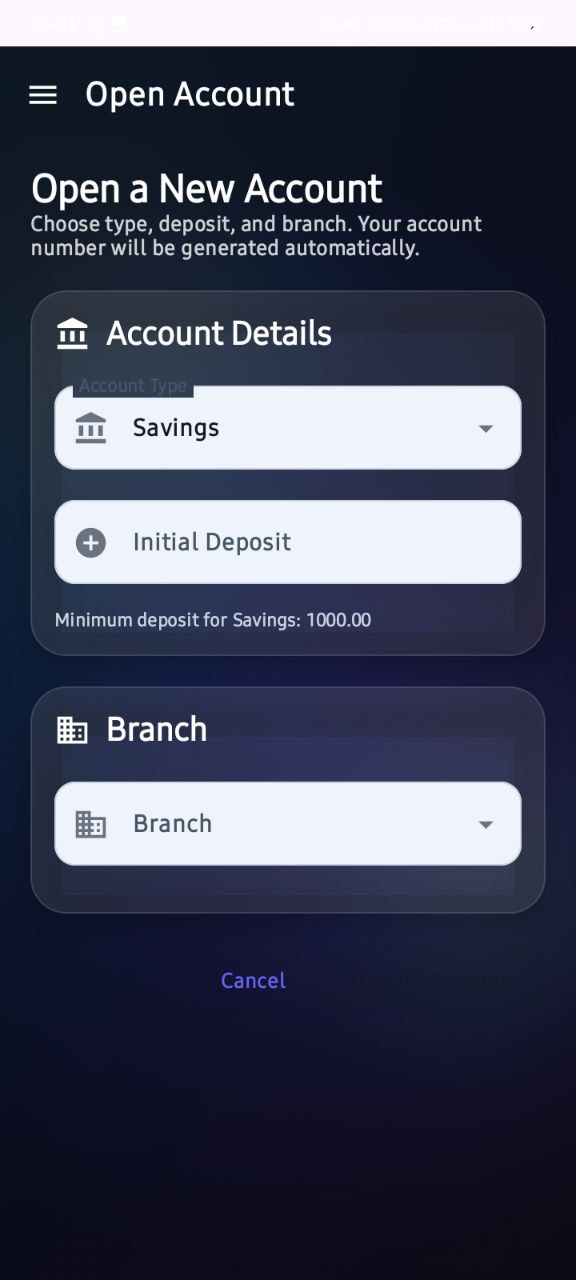 Open Account
Open a New Account
Choose type, deposit, and branch. Your account
number will be generated automatically.
Account Details
Account Type
Savings
Initial Deposit
Minimum deposit for Savings: 1000.00
Branch
Branch
Cancel
Create Account